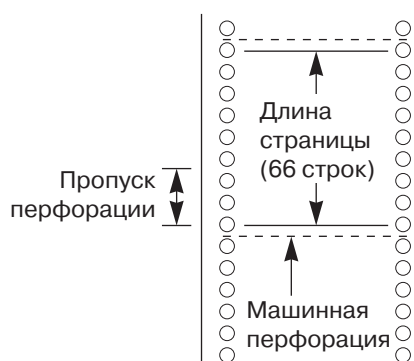 Длина
страницы
(66 строк)
Пропуск
перфорации
Машинная
перфорация